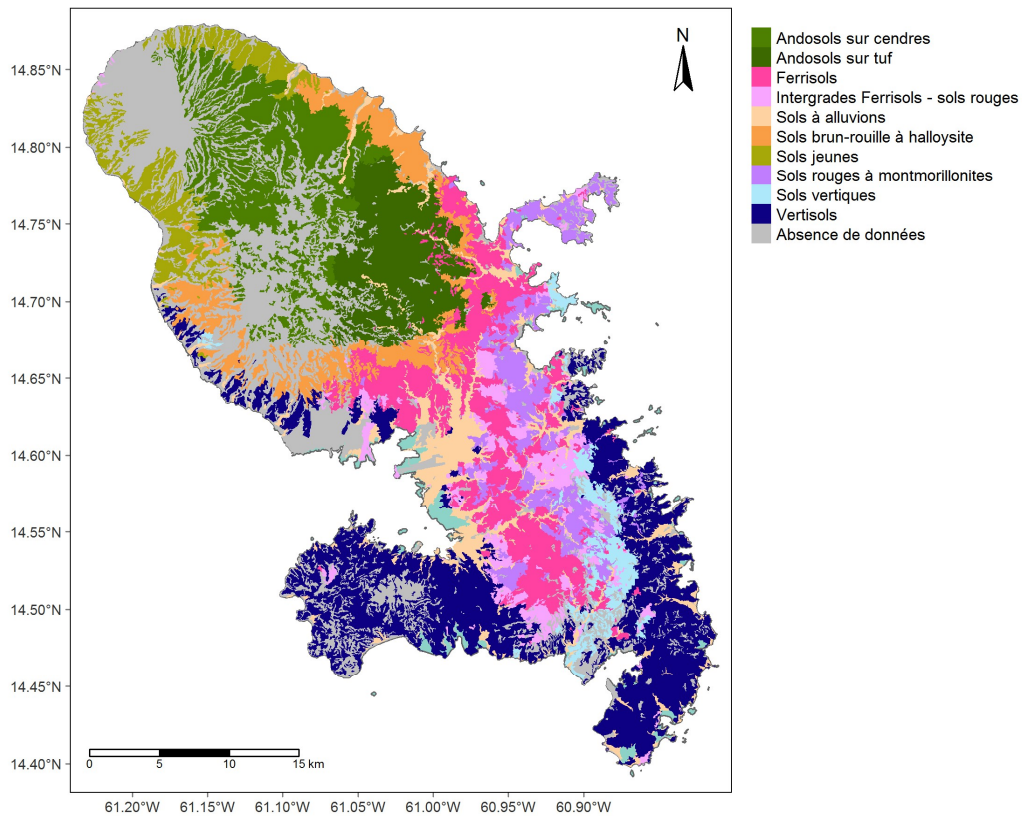 N
Andosols sur cendres
Andosols sur tuf
Ferrisols
Intergrades Ferrisols - sols rouges
Sols à alluvions
Sols brun-rouille à halloysite
Sols jeunes
Sols rouges à montmorillonites
Sols vertiques
Vertisols
Absence de données
14.85°N
14.80°N
14.75°N
14.70°N
14.65°N
14.60°N
14.55°N
14.50°N
14.45°N
14.40°N
0 5 10 15 km
61.20°W 61.15°W 61.10°W 61.05°W 61.00°W 60.95°W 60.90°W